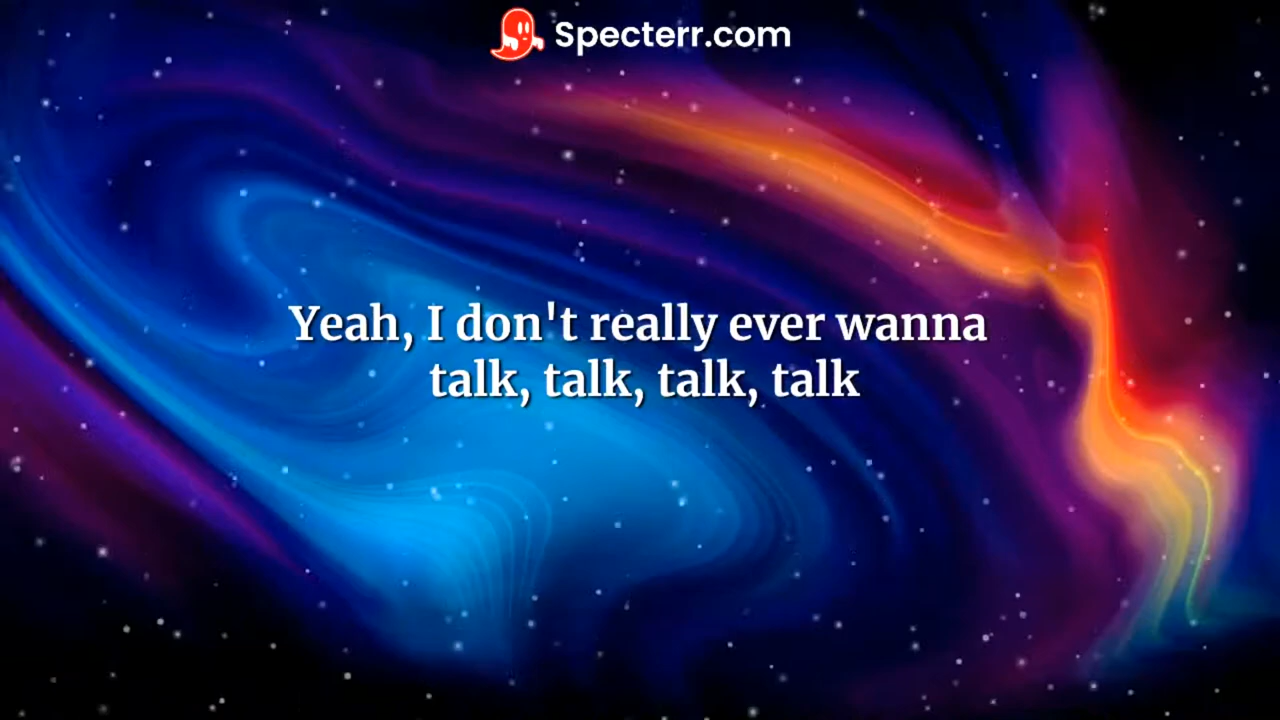 Specterr.com
Yeah, I don't really ever wanna
talk, talk, talk, talk